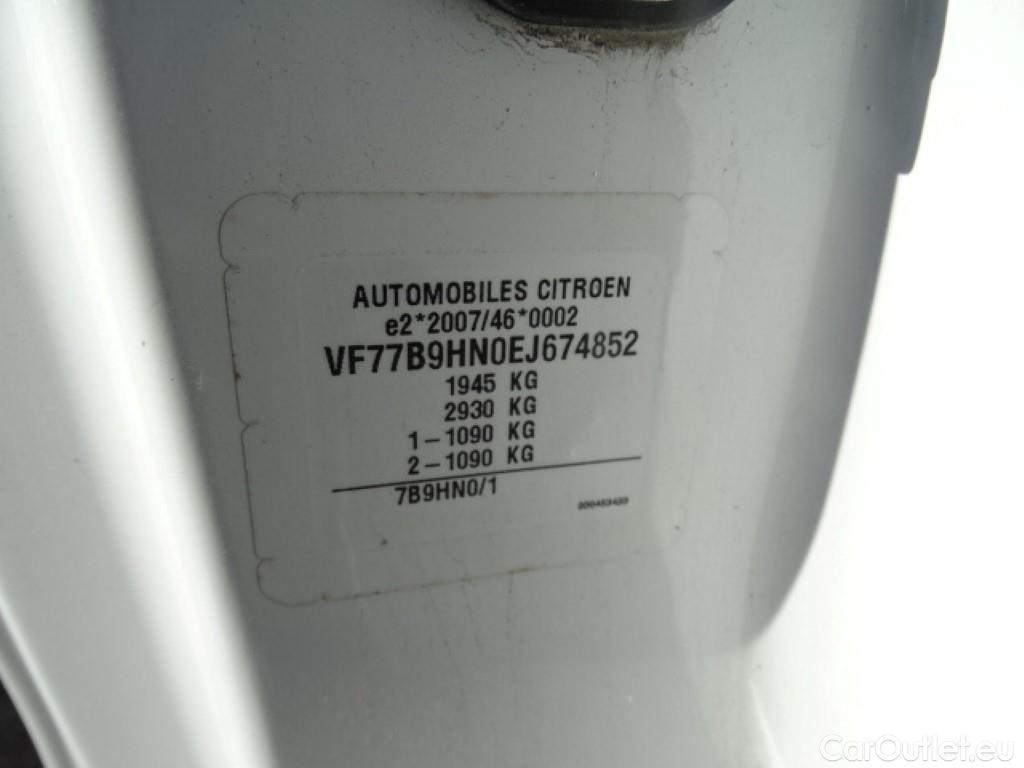 AUTOMOBILES CITROEN
e2*2007/46*0002
VF77B9HN0EJ674852
1945 KG
2930 KG
1-1090 KG
2-1090 KG
7B9HN0/1
CarOutlet.eu